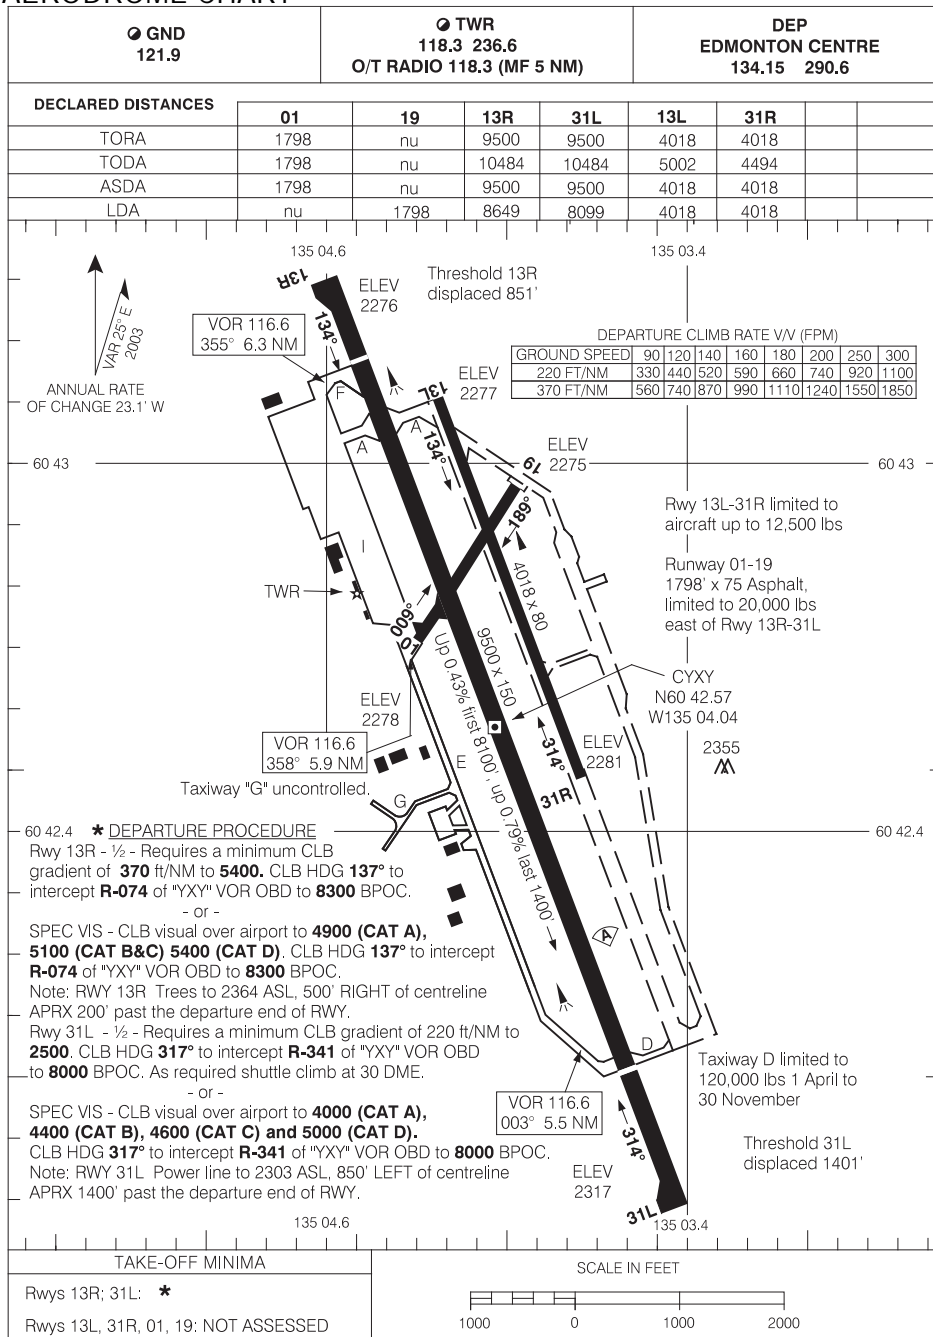 AERODROME CHART
GND
121.9
TWR
118.3 236.6
O/T RADIO 118.3 (MF 5 NM)
DEP
EDMONTON CENTRE
134.15 290.6
DECLARED DISTANCES
01 19 13R 31L 13L 31R
TORA 1798 nu 9500 9500 4018 4018
TODA 1798 nu 10484 10484 5002 4494
ASDA 1798 nu 9500 9500 4018 4018
LDA nu 1798 8649 8099 4018 4018
135 04.6
135 03.4
VAR 25° E
2003
ANNUAL RATE
OF CHANGE 23.1' W
13R
ELEV
2276
Threshold 13R
displaced 851'
134°
VOR 116.6
355° 6.3 NM
DEPARTURE CLIMB RATE V/V (FPM)
GROUND SPEED 90 120 140 160 180 200 250 300
220 FT/NM 330 440 520 590 660 740 920 1100
370 FT/NM 560 740 870 990 1110 1240 1550 1850
ELEV
2277
13L
F
A
A
134°
ELEV
2275
19
60 43
60 43
189°
Rwy 13L-31R limited to
aircraft up to 12,500 lbs
Runway 01-19
1798' x 75 Asphalt,
limited to 20,000 lbs
east of Rwy 13R-31L
I
TWR
009°
01
4018 x 80
9500 x 150
Up 0.43% first 8100', up 0.79% last 1400'
ELEV
2278
CYXY
N60 42.57
W135 04.04
2355
VOR 116.6
358° 5.9 NM
314°
ELEV
2281
31R
E
Taxiway "G" uncontrolled.
G
60 42.4
60 42.4
* DEPARTURE PROCEDURE
Rwy 13R - ½ - Requires a minimum CLB
gradient of 370 ft/NM to 5400. CLB HDG 137° to
intercept R-074 of "YXY" VOR OBD to 8300 BPOC.
- or -
SPEC VIS - CLB visual over airport to 4900 (CAT A),
5100 (CAT B&C) 5400 (CAT D). CLB HDG 137° to intercept
R-074 of "YXY" VOR OBD to 8300 BPOC.
Note: RWY 13R Trees to 2364 ASL, 500' RIGHT of centreline
APRX 200' past the departure end of RWY.
Rwy 31L - ½ - Requires a minimum CLB gradient of 220 ft/NM to
2500. CLB HDG 317° to intercept R-341 of "YXY" VOR OBD
to 8000 BPOC. As required shuttle climb at 30 DME.
- or -
SPEC VIS - CLB visual over airport to 4000 (CAT A),
4400 (CAT B), 4600 (CAT C) and 5000 (CAT D).
CLB HDG 317° to intercept R-341 of "YXY" VOR OBD to 8000 BPOC.
Note: RWY 31L Power line to 2303 ASL, 850' LEFT of centreline
APRX 1400' past the departure end of RWY.
A
D
Taxiway D limited to
120,000 lbs 1 April to
30 November
VOR 116.6
003° 5.5 NM
314°
Threshold 31L
displaced 1401'
ELEV
2317
31L
135 04.6
135 03.4
TAKE-OFF MINIMA
Rwys 13R; 31L: *
Rwys 13L, 31R, 01, 19: NOT ASSESSED
SCALE IN FEET
1000 0 1000 2000